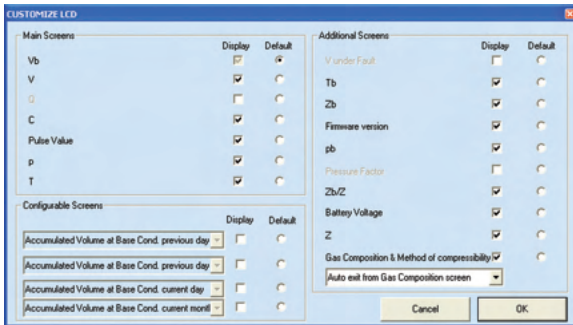 CUSTOMIZE LCD
Main Screens
Display Default
Vb
V
Q
C
Pulse Value
p
T
Configurable Screens
Display Default
Accumulated Volume at Base Cond. previous day
Accumulated Volume at Base Cond. previous day
Accumulated Volume at Base Cond. current day
Accumulated Volume at Base Cond. current montl
Additional Screens
Display Default
V under Fault
Tb
Zb
Firmware version
pb
Pressure Factor
Zb/Z
Battery Voltage
Z
Gas Composition & Method of compressibility
Auto exit from Gas Composition screen
Cancel OK